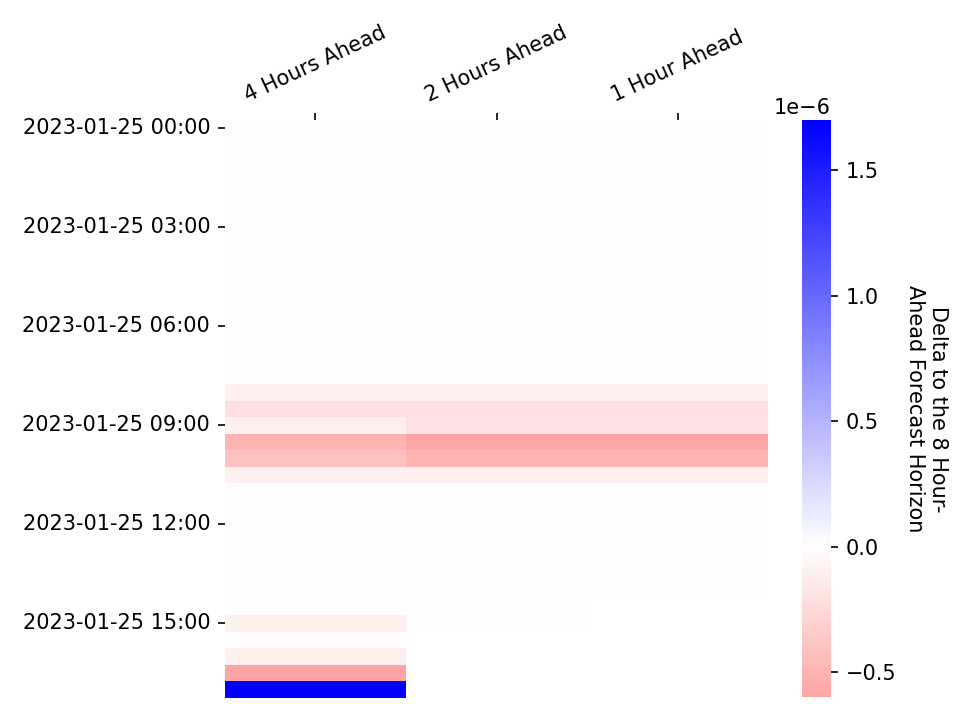 4 Hours Ahead
2 Hours Ahead
1 Hour Ahead
1e−6
2023-01-25 00:00
2023-01-25 03:00
2023-01-25 06:00
2023-01-25 09:00
2023-01-25 12:00
2023-01-25 15:00
1.5
1.0
0.5
0.0
−0.5
Delta to the 8 Hour-
Ahead Forecast Horizon